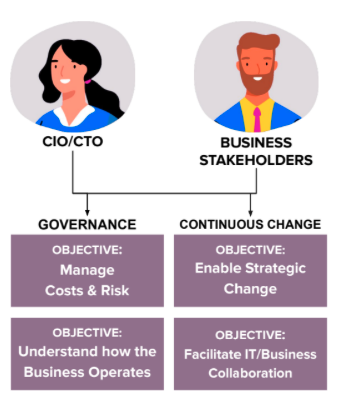 CIO/CTO
BUSINESS
STAKEHOLDERS
GOVERNANCE
OBJECTIVE:
Manage
Costs & Risk
OBJECTIVE:
Understand how the
Business Operates
CONTINUOUS CHANGE
OBJECTIVE:
Enable Strategic
Change
OBJECTIVE:
Facilitate IT/Business
Collaboration